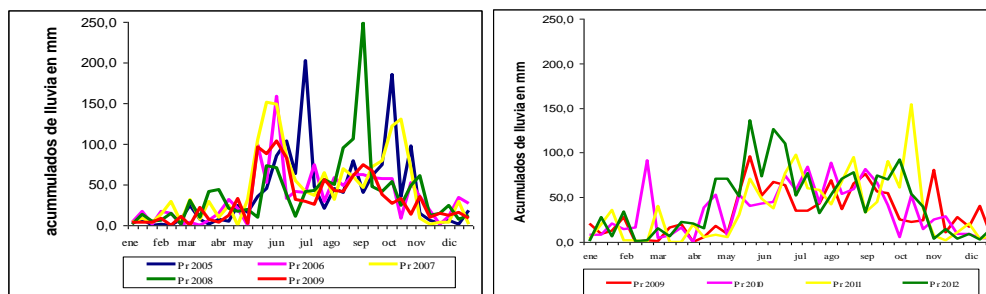 acummulados de lluvia en mm
250,0
200,0
150,0
100,0
50,0
0,0
ene feb mar abr may jun jul ago sep oct nov dic
Pr 2005 Pr 2006 Pr 2007
Pr 2008 Pr 2009
acumulados de lluvia en mm
250,0
200,0
150,0
100,0
50,0
0,0
ene feb mar abr may jun jul ago sep oct nov dic
Pr 2009 Pr 2010 Pr 2011 Pr 2012